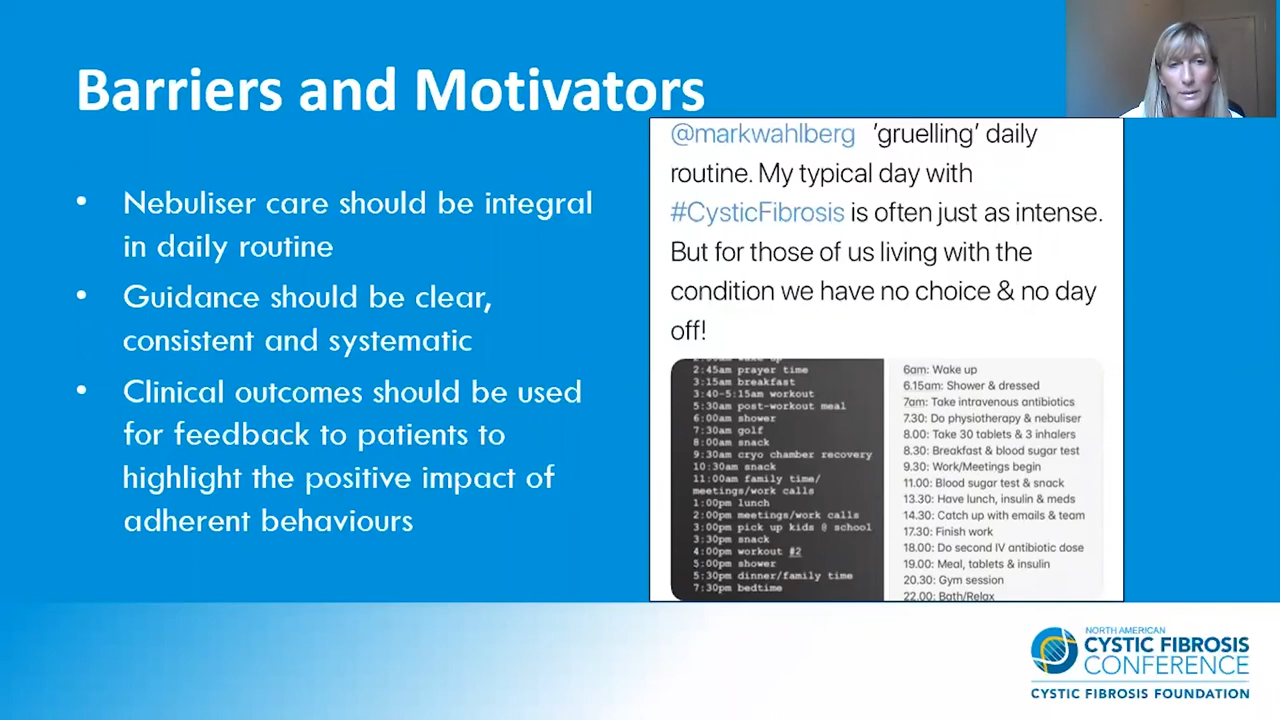 Barriers and Motivators
• Nebuliser care should be integral
in daily routine
• Guidance should be clear,
consistent and systematic
• Clinical outcomes should be used
for feedback to patients to
highlight the positive impact of
adherent behaviours
@markwahlberg 'gruelling' daily
routine. My typical day with
#CysticFibrosis is often just as intense.
But for those of us living with the
condition we have no choice & no day
off!
wake up
2:45am prayer time
3:15am breakfast
3:40-5:15am workout
5:30am post-workout meal
6:00am shower
7:30am golf
8:00am snack
9:30am cryo chamber recovery
10:30am snack
11:00am family time/
meetings/work calls
1:00pm lunch
2:00pm meetings/work calls
3:00pm pick up kids @ school
3:30pm snack
4:00pm workout #2
5:00pm shower
5:30pm dinner/family time
7:30pm bedtime
6am: Wake up
6.15am: Shower & dressed
7am: Take intravenous antibiotics
7.30: Do physiotherapy & nebuliser
8.00: Take 30 tablets & 3 inhalers
8.30: Breakfast & blood sugar test
9.30: Work/Meetings begin
11.00: Blood sugar test & snack
13.30: Have lunch, insulin & meds
14.30: Catch up with emails & team
17.30: Finish work
18.00: Do second IV antibiotic dose
19.00: Meal, tablets & insulin
20.30: Gym session
22.00: Bath/Relax
NORTH AMERICAN
CYSTIC FIBROSIS
CONFERENCE
CYSTIC FIBROSIS FOUNDATION